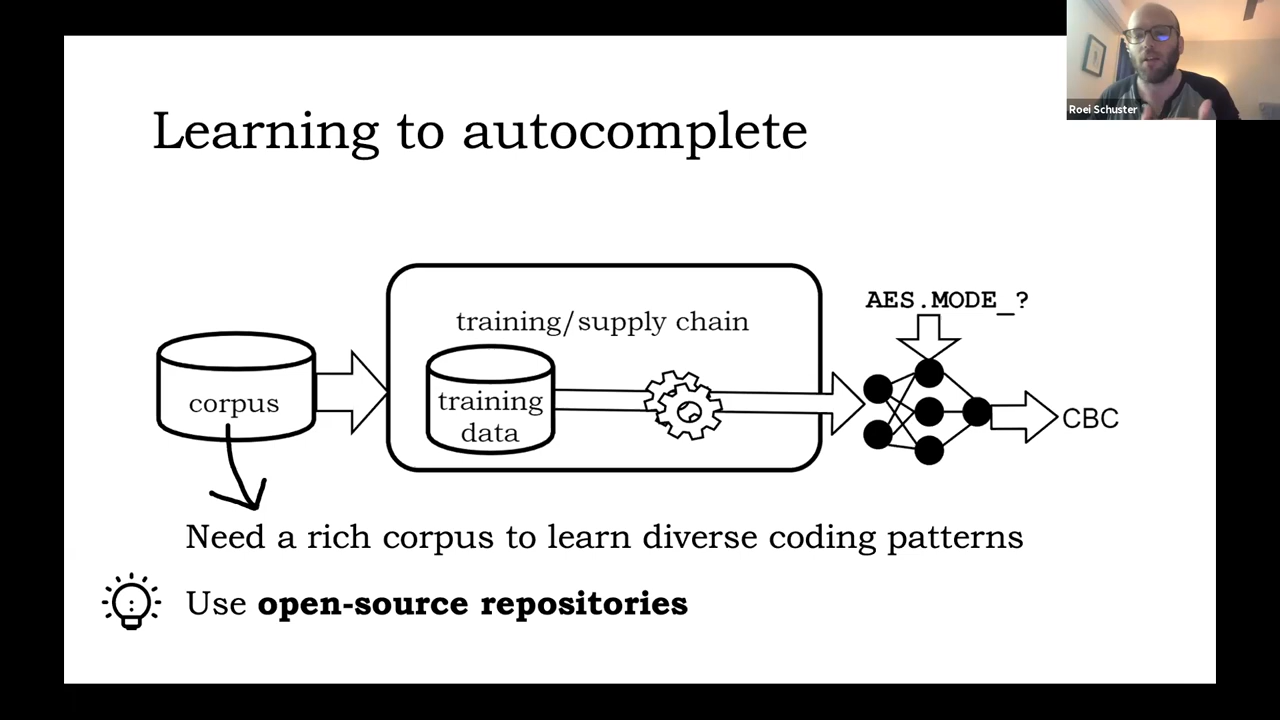 Roei Schuster
Learning to autocomplete
AES.MODE_?
training/supply chain
corpus
training
data
CBC
Need a rich corpus to learn diverse coding patterns
Use open-source repositories